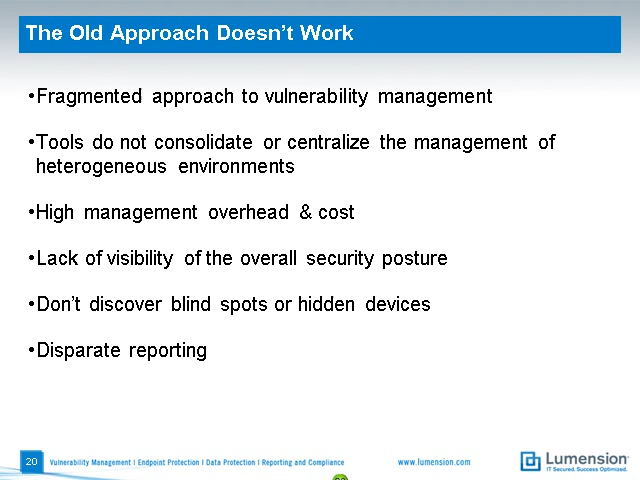 The Old Approach Doesn't Work
•Fragmented approach to vulnerability management
•Tools do not consolidate or centralize the management of
heterogeneous environments
•High management overhead & cost
•Lack of visibility of the overall security posture
•Don't discover blind spots or hidden devices
•Disparate reporting
20 Vulnerability Management | Endpoint Protection | Data Protection | Reporting and Compliance www.lumension.com Lumension
IT Secured. Success Optimized.